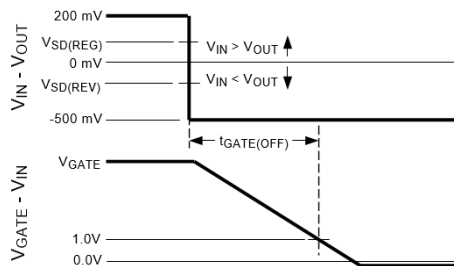 200 mV
VSD(REG)
VIN > VOUT
0 mV
VIN < VOUT
VSD(REV)
-500 mV
VIN - VOUT
tGATE(OFF)
VGATE
1.0V
0.0V
VGATE - VIN